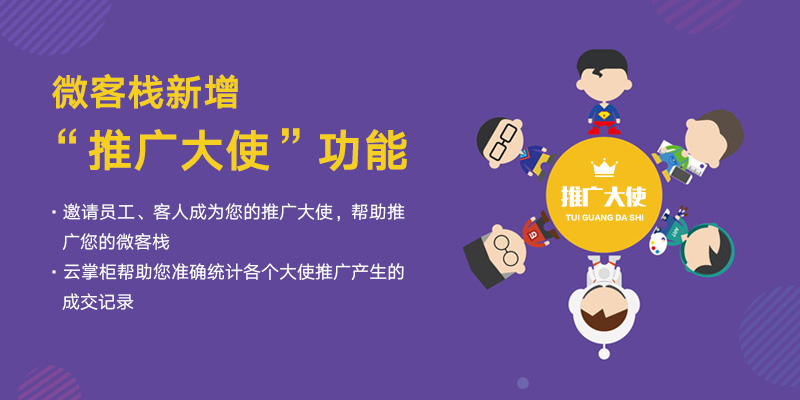 微客栈新增
“推广大使”功能
· 邀请员工、客人成为您的推广大使，帮助推
广您的微客栈
· 云掌柜帮助您准确统计各个大使推广产生的
成交记录
推广大使
TUI GUANG DA SHI